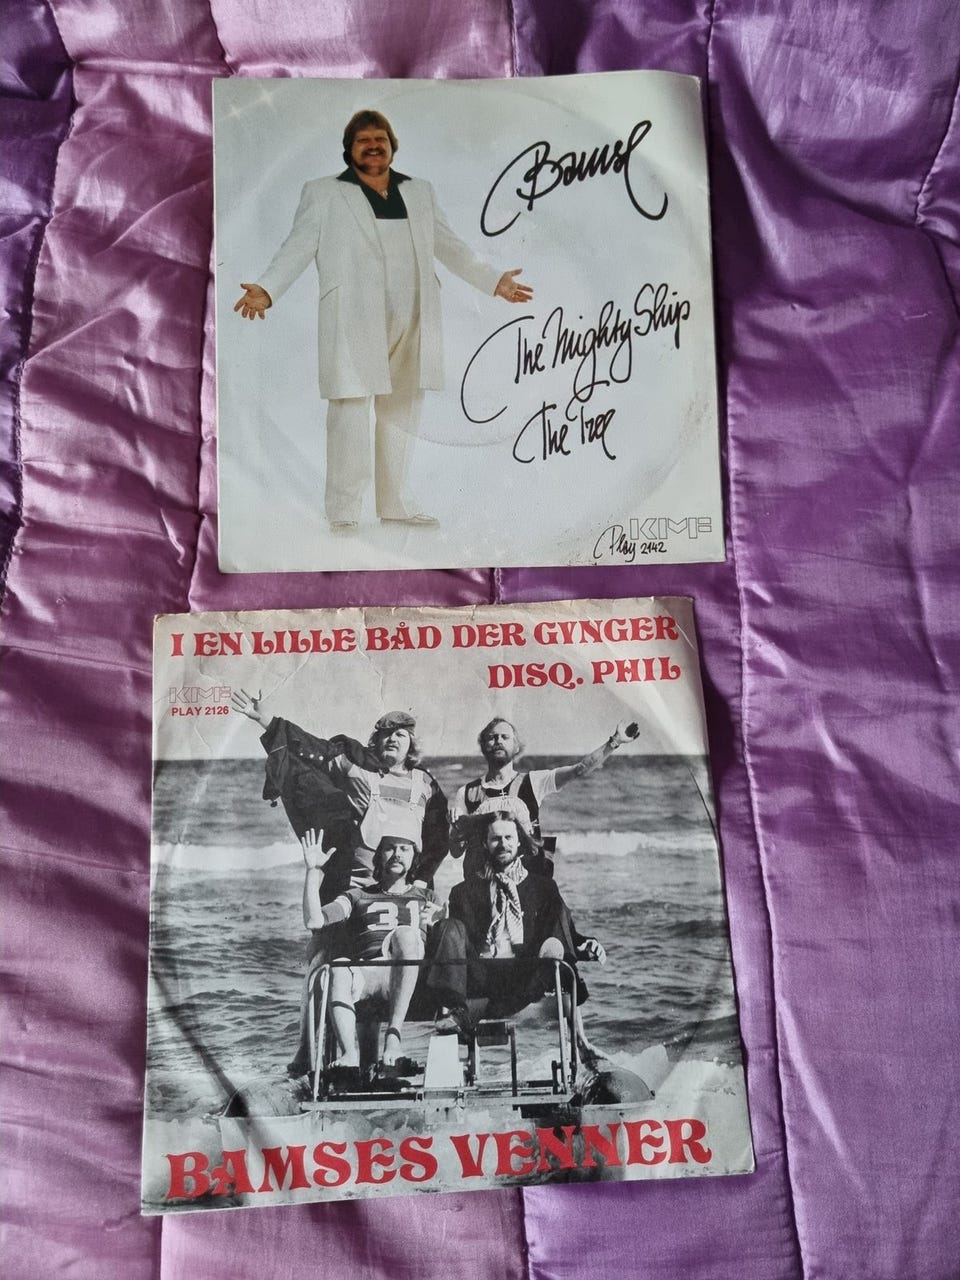 Bamse
The Mighty Ship
The Tree
KMF
Play 2142
I EN LILLE BÅD DER GYNGER
DISQ. PHIL
KMF
PLAY 2126
31
BAMSES VENNER